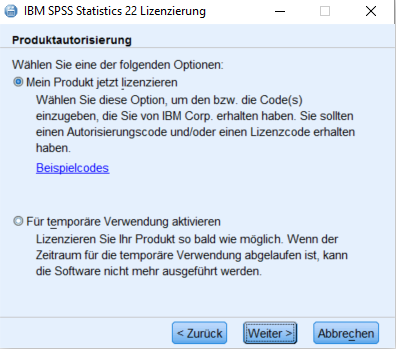 IBM SPSS Statistics 22 Lizenzierung
Produktautorisierung
Wählen Sie eine der folgenden Optionen:
Mein Produkt jetzt lizenzieren
Wählen Sie diese Option, um den bzw. die Code(s)
einzugeben, die Sie von IBM Corp. erhalten haben. Sie sollten
einen Autorisierungscode und/oder einen Lizenzcode erhalten
haben.
Beispielcodes
Für temporäre Verwendung aktivieren
Lizenzieren Sie Ihr Produkt so bald wie möglich. Wenn der
Zeitraum für die temporäre Verwendung abgelaufen ist, kann
die Software nicht mehr ausgeführt werden.
< Zurück Weiter > Abbrechen